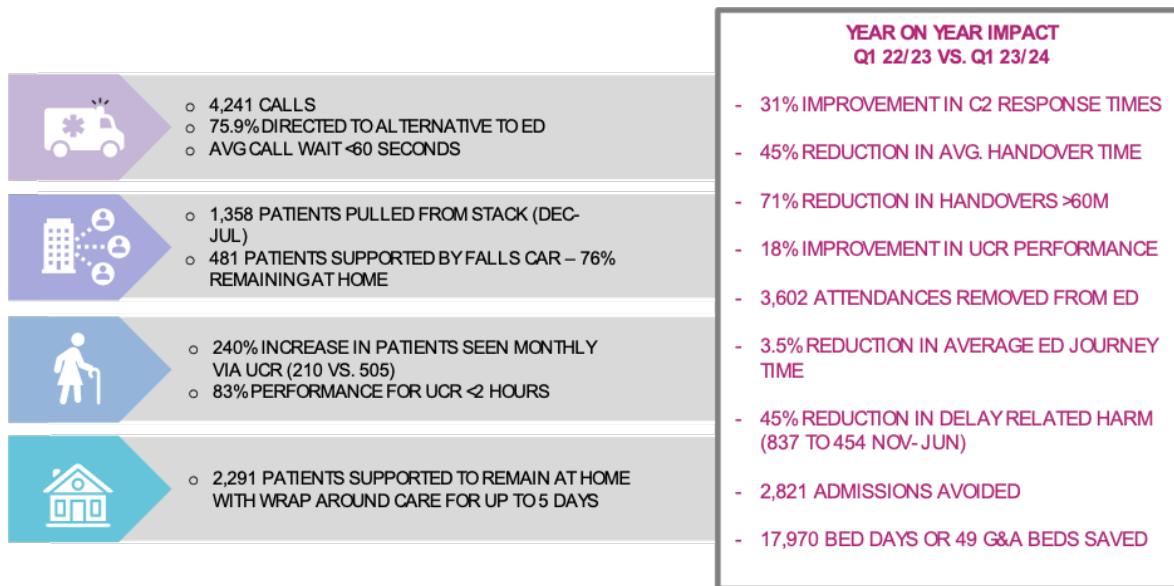 ○ 4,241 CALLS
○ 75.9% DIRECTED TO ALTERNATIVE TO ED
○ AVG CALL WAIT <60 SECONDS
○ 1,358 PATIENTS PULLED FROM STACK (DEC-
JUL)
○ 481 PATIENTS SUPPORTED BY FALLS CAR – 76%
REMAINING AT HOME
○ 240% INCREASE IN PATIENTS SEEN MONTHLY
VIA UCR (210 VS. 505)
○ 83% PERFORMANCE FOR UCR <2 HOURS
○ 2,291 PATIENTS SUPPORTED TO REMAIN AT HOME
WITH WRAP AROUND CARE FOR UP TO 5 DAYS
YEAR ON YEAR IMPACT
Q1 22/23 VS. Q1 23/24
- 31% IMPROVEMENT IN C2 RESPONSE TIMES
- 45% REDUCTION IN AVG. HANDOVER TIME
- 71% REDUCTION IN HANDOVERS >60M
- 18% IMPROVEMENT IN UCR PERFORMANCE
- 3,602 ATTENDANCES REMOVED FROM ED
- 3.5% REDUCTION IN AVERAGE ED JOURNEY
TIME
- 45% REDUCTION IN DELAY RELATED HARM
(837 TO 454 NOV- JUN)
- 2,821 ADMISSIONS AVOIDED
- 17,970 BED DAYS OR 49 G&A BEDS SAVED